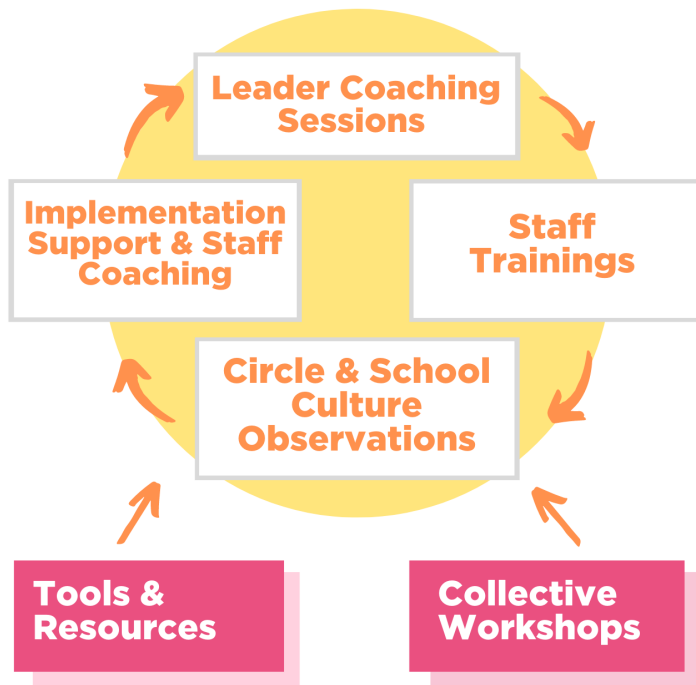 Leader Coaching
Sessions
Implementation
Support & Staff
Coaching
Staff
Trainings
Circle & School
Culture
Observations
Tools &
Resources
Collective
Workshops